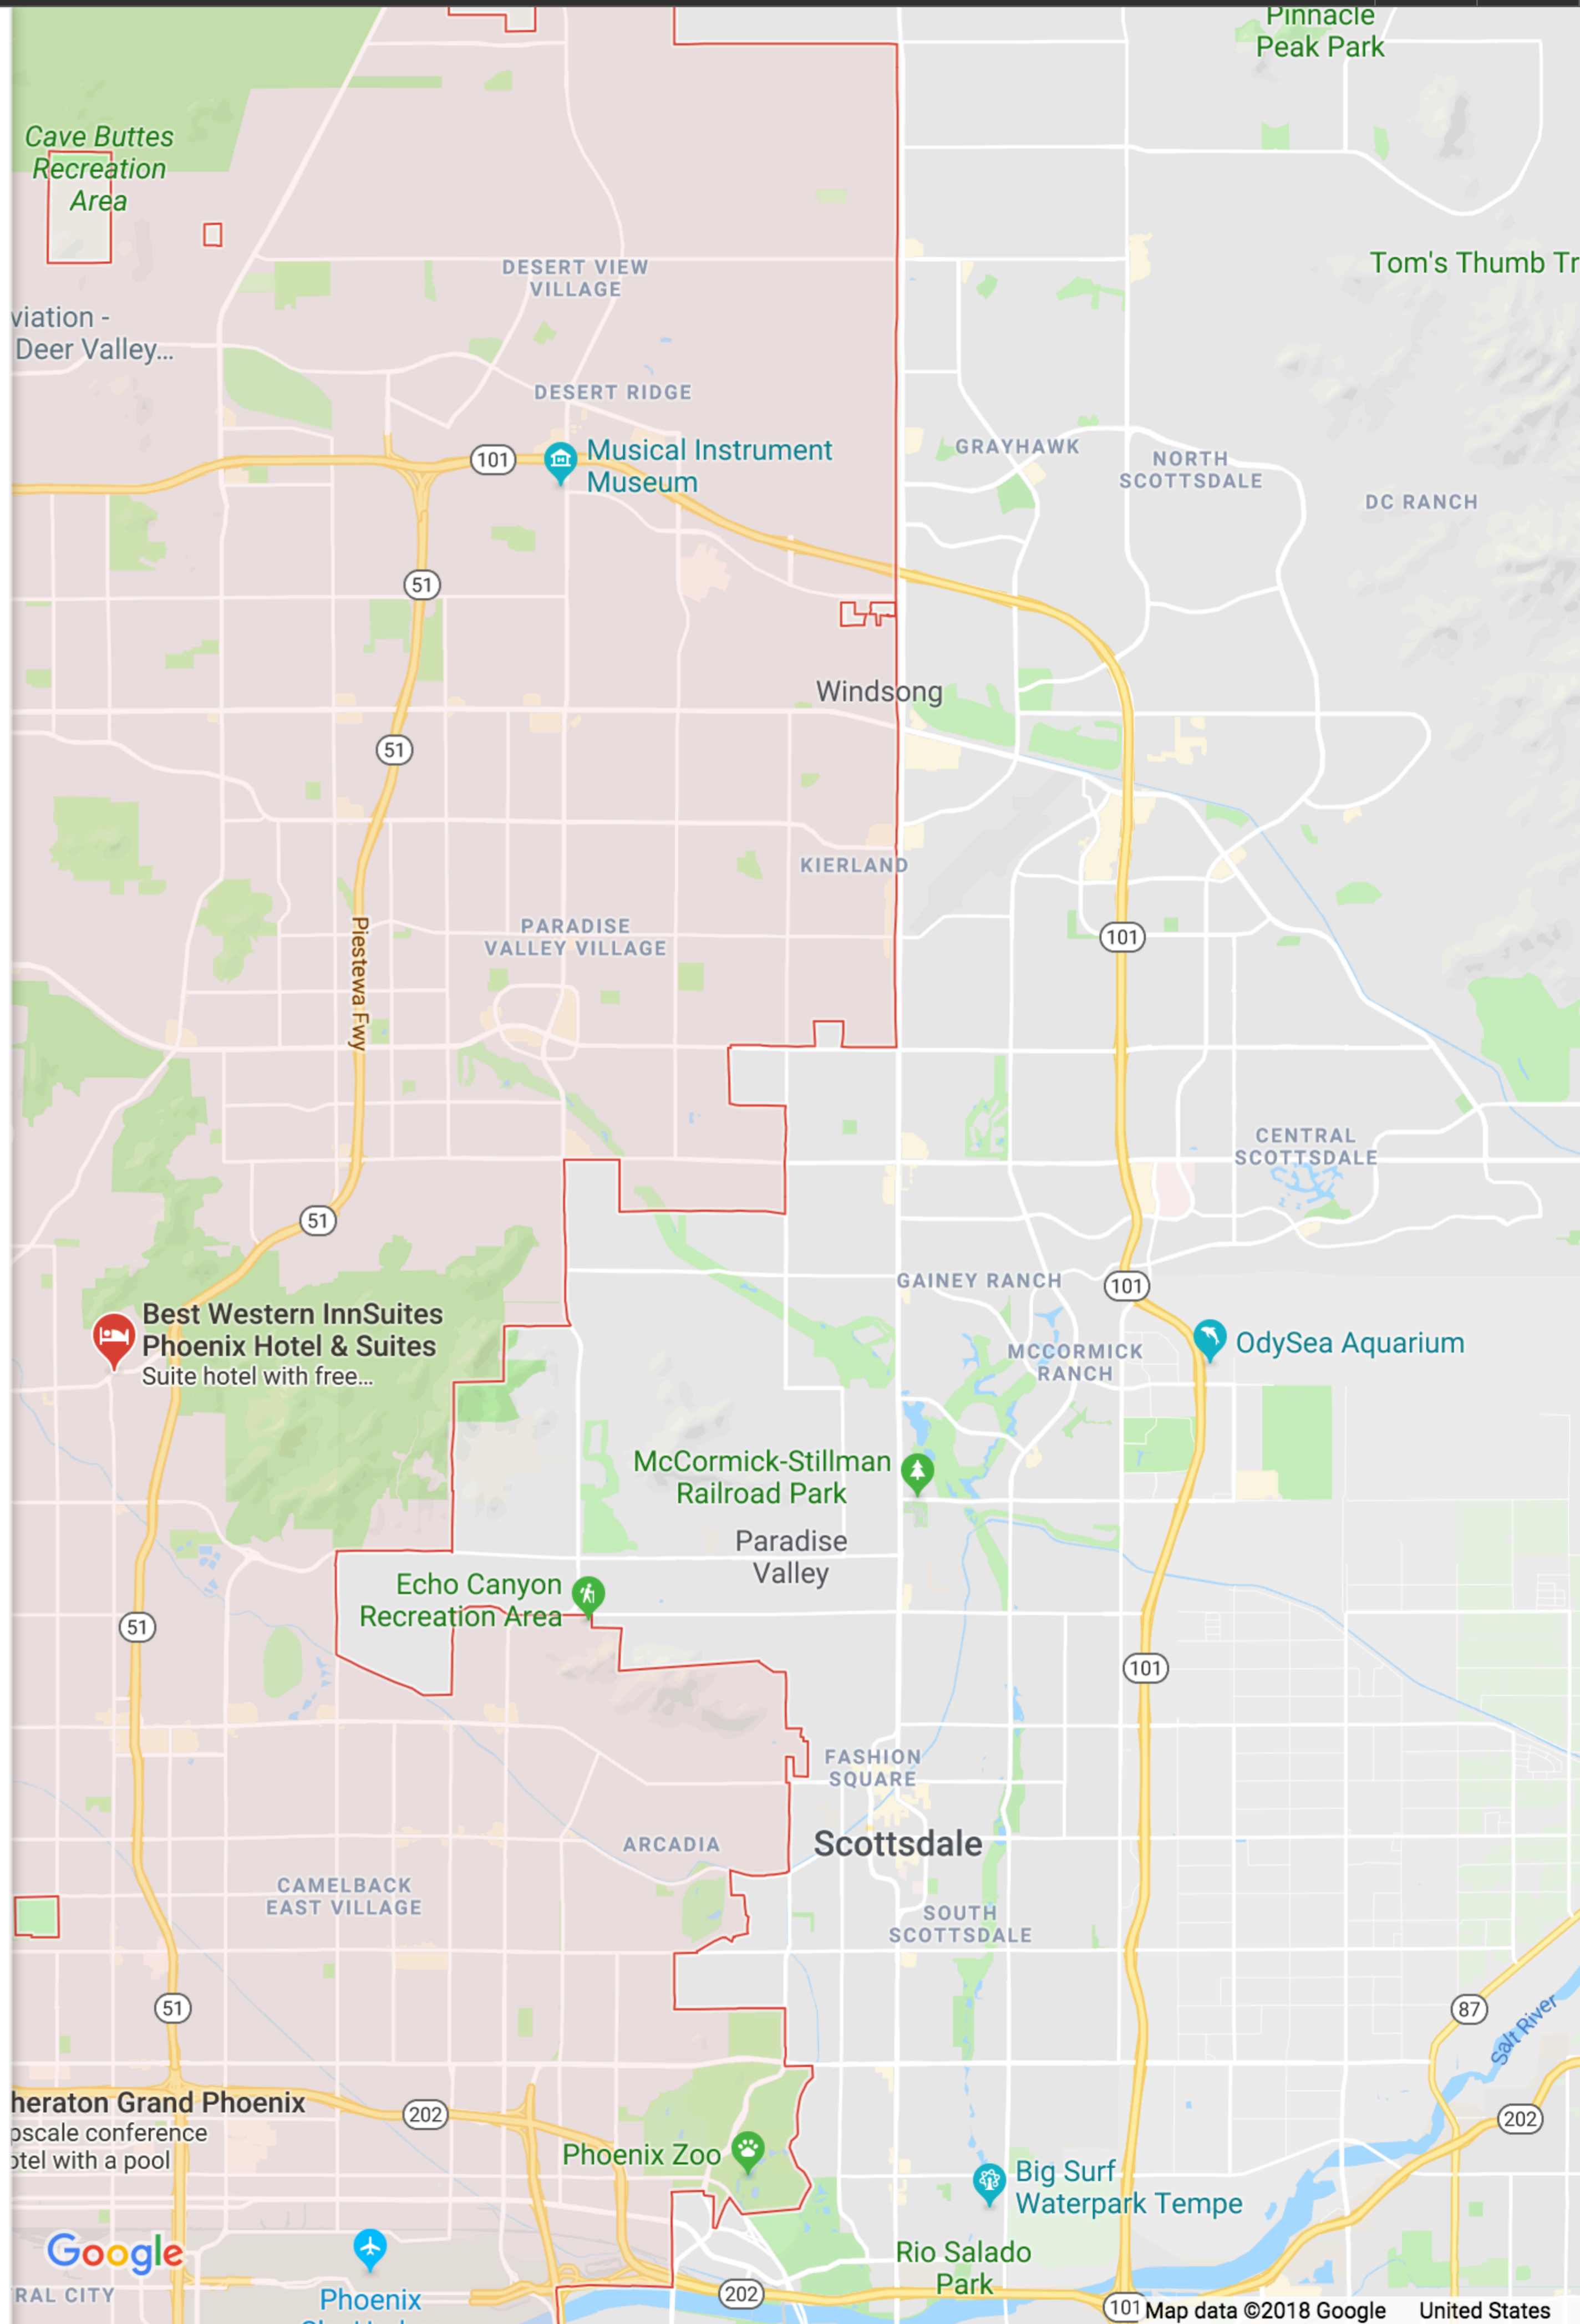 Pinnacle
Peak Park
Cave Buttes
Recreation
Area
Tom's Thumb Tr
DESERT VIEW
VILLAGE
viation -
Deer Valley...
DESERT RIDGE
101
Musical Instrument
Museum
GRAYHAWK
NORTH
SCOTTSDALE
DC RANCH
51
Windsong
51
KIERLAND
PARADISE
VALLEY VILLAGE
Piestewa Fwy
101
CENTRAL
SCOTTSDALE
51
GAINEY RANCH
101
Best Western InnSuites
Phoenix Hotel & Suites
Suite hotel with free...
MCCORMICK
RANCH
OdySea Aquarium
McCormick-Stillman
Railroad Park
Paradise
Valley
Echo Canyon
Recreation Area
51
101
FASHION
SQUARE
ARCADIA
Scottsdale
CAMELBACK
EAST VILLAGE
SOUTH
SCOTTSDALE
51
87
Salt River
heraton Grand Phoenix
pscale conference
otel with a pool
202
202
Phoenix Zoo
Big Surf
Waterpark Tempe
Rio Salado
Park
Google
RAL CITY
Phoenix
202
101
Map data ©2018 Google
United States